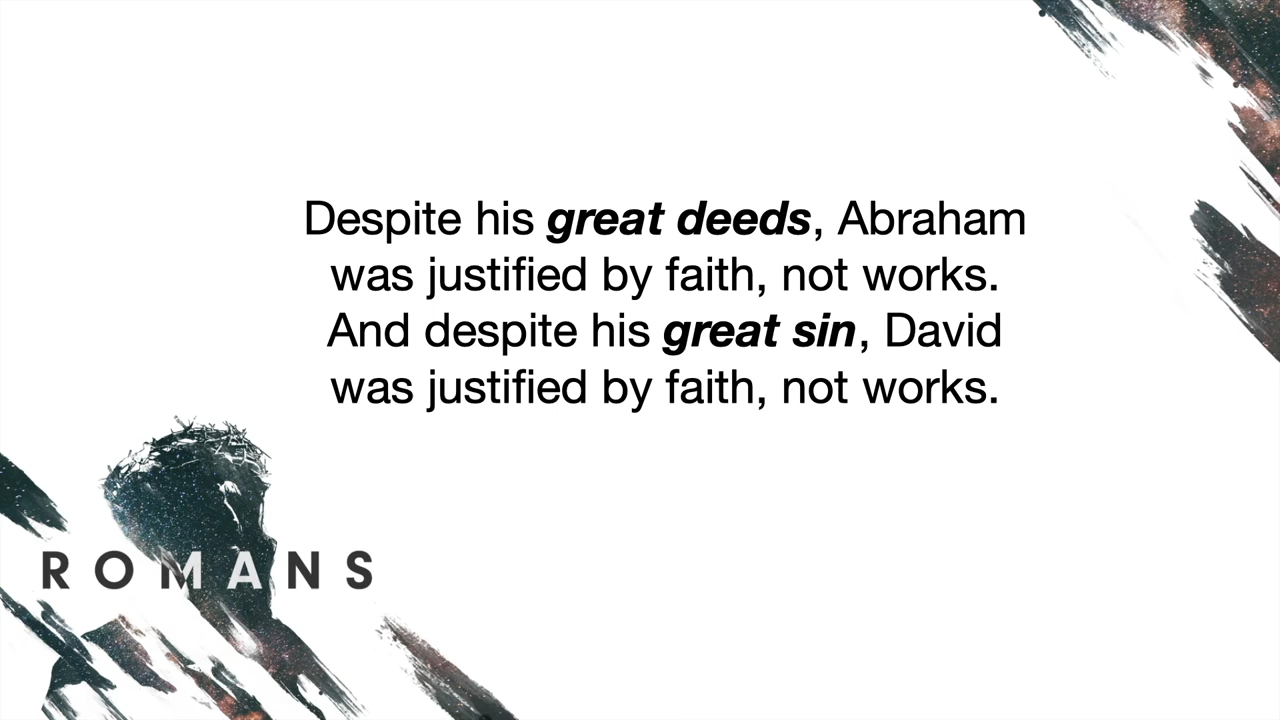 Despite his great deeds, Abraham
was justified by faith, not works.
And despite his great sin, David
was justified by faith, not works.
ROMANS